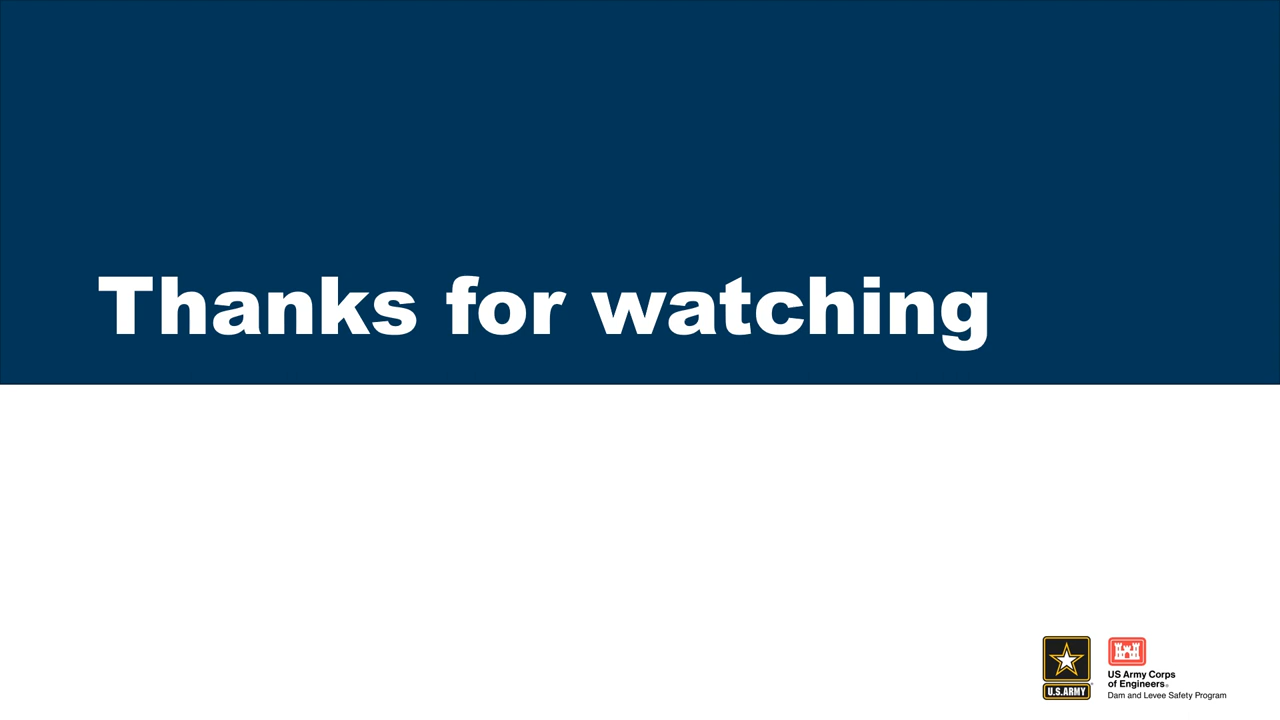 Thanks for watching
U.S.ARMY
US Army Corps
of Engineers®
Dam and Levee Safety Program